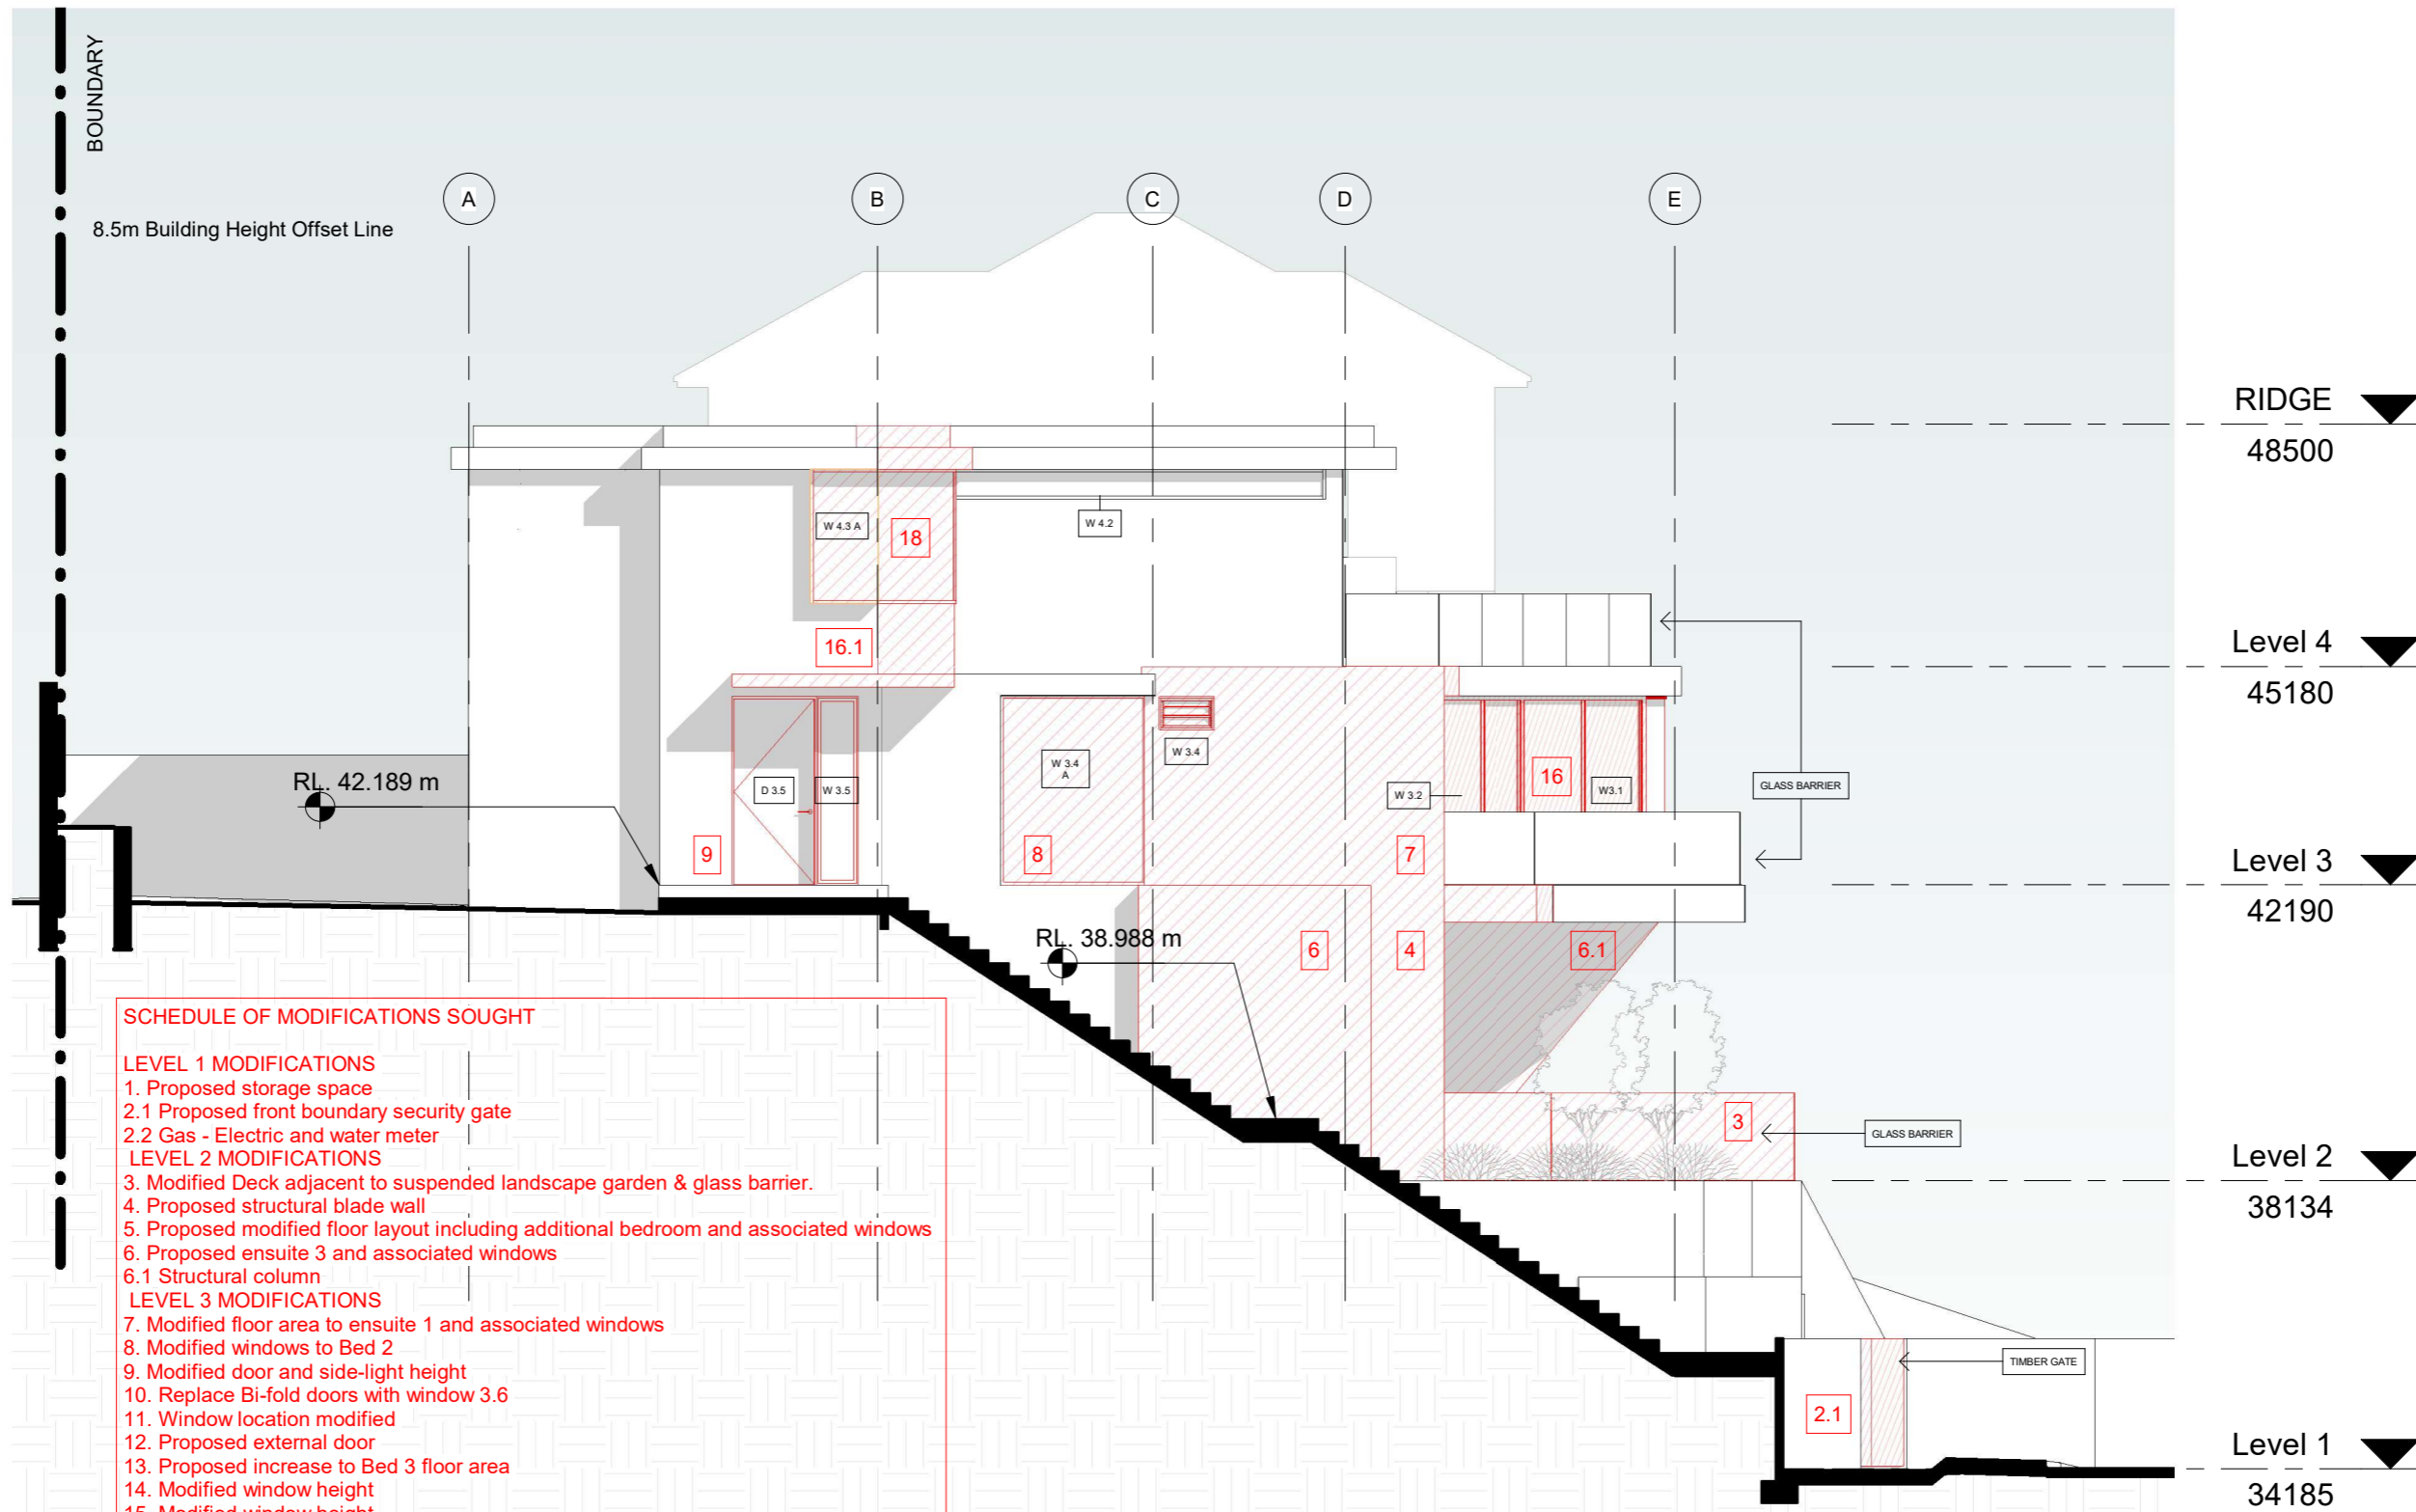 BOUNDARY
8.5m Building Height Offset Line
A
B
C
D
E
RIDGE
48500
W 4.3 A
18
W 4.2
16.1
Level 4
45180
W 3.4
W 3.4
A
RL. 42.189 m
D 3.5
W 3.5
W 3.2
16
W3.1
GLASS BARRIER
9
8
7
Level 3
42190
RL. 38.988 m
6
4
6.1
3
GLASS BARRIER
Level 2
38134
SCHEDULE OF MODIFICATIONS SOUGHT
LEVEL 1 MODIFICATIONS
1. Proposed storage space
2.1 Proposed front boundary security gate
2.2 Gas - Electric and water meter
LEVEL 2 MODIFICATIONS
3. Modified Deck adjacent to suspended landscape garden & glass barrier.
4. Proposed structural blade wall
5. Proposed modified floor layout including additional bedroom and associated windows
6. Proposed ensuite 3 and associated windows
6.1 Structural column
LEVEL 3 MODIFICATIONS
7. Modified floor area to ensuite 1 and associated windows
8. Modified windows to Bed 2
9. Modified door and side-light height
10. Replace Bi-fold doors with window 3.6
11. Window location modified
12. Proposed external door
13. Proposed increase to Bed 3 floor area
14. Modified window height
15. Modified window height
TIMBER GATE
2.1
Level 1
34185